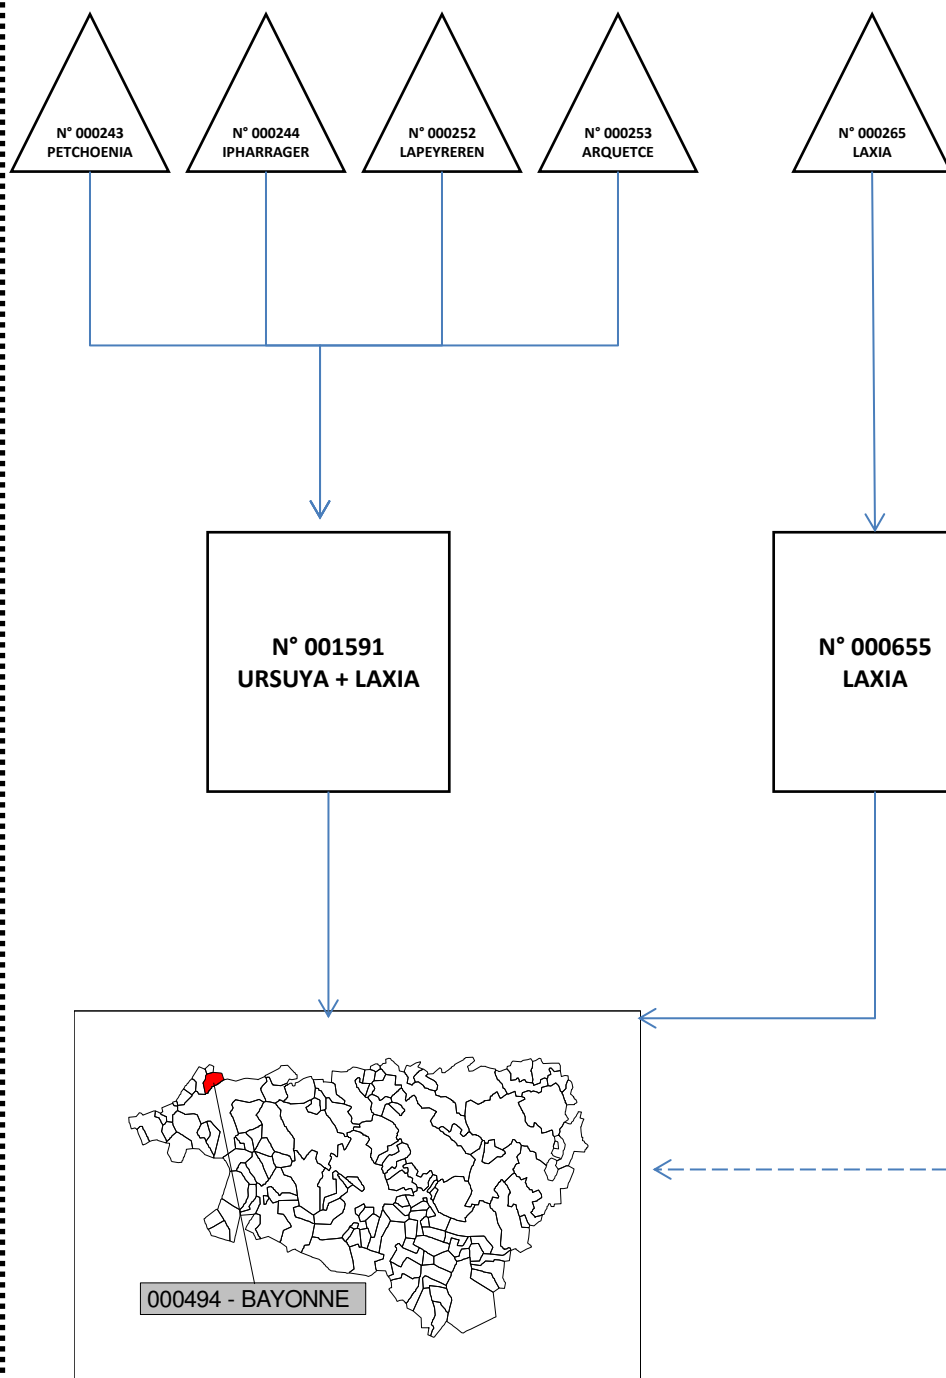 N° 000243
PETCHOENIA
N° 000244
IPHARRAGER
N° 000252
LAPEYREREN
N° 000253
ARQUETCE
N° 000265
LAXIA
N° 001591
URSUYA + LAXIA
N° 000655
LAXIA
000494 - BAYONNE